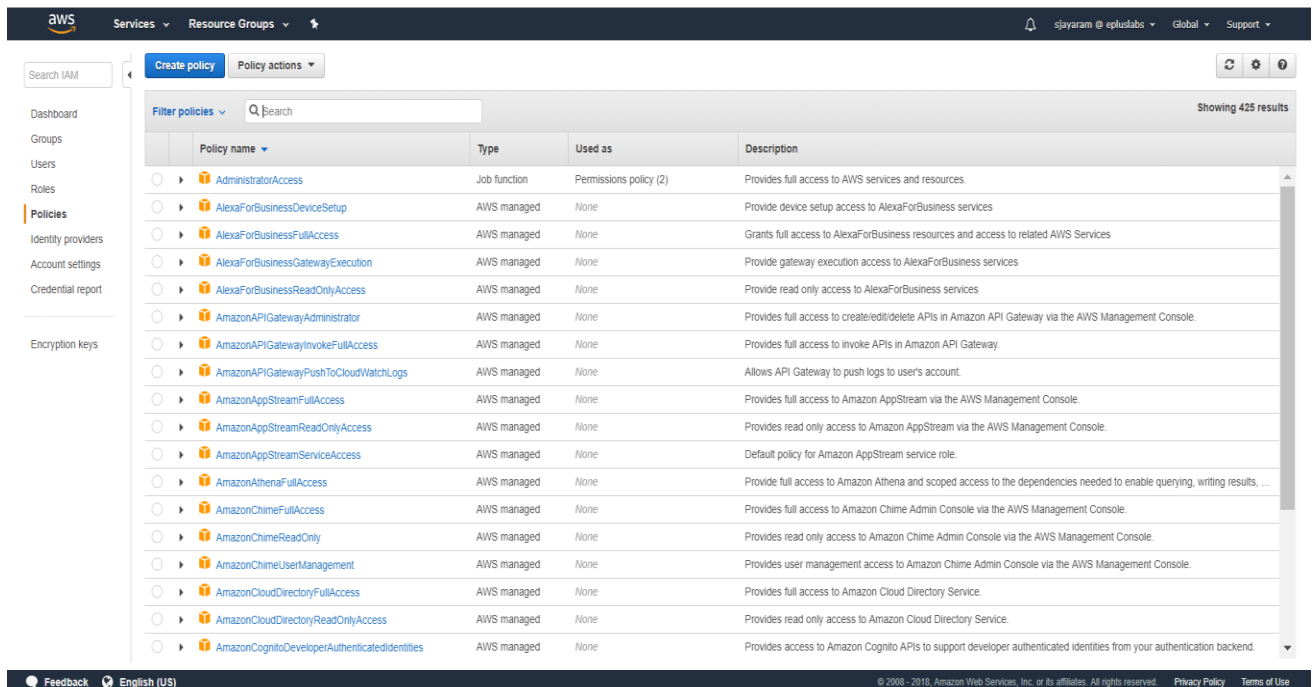 aws Services Resource Groups sjayaram @ epluslabs Global Support
Search IAM
Create policy Policy actions
Dashboard
Groups
Users
Roles
Policies
Identity providers
Account settings
Credential report
Encryption keys
Filter policies Search Showing 425 results
Policy name Type Used as Description
AdministratorAccess Job function Permissions policy (2) Provides full access to AWS services and resources.
AlexaForBusinessDeviceSetup AWS managed None Provide device setup access to AlexaForBusiness services
AlexaForBusinessFullAccess AWS managed None Grants full access to AlexaForBusiness resources and access to related AWS Services
AlexaForBusinessGatewayExecution AWS managed None Provide gateway execution access to AlexaForBusiness services
AlexaForBusinessReadOnlyAccess AWS managed None Provide read only access to AlexaForBusiness services
AmazonAPIGatewayAdministrator AWS managed None Provides full access to create/edit/delete APIs in Amazon API Gateway via the AWS Management Console.
AmazonAPIGatewayInvokeFullAccess AWS managed None Provides full access to invoke APIs in Amazon API Gateway.
AmazonAPIGatewayPushToCloudWatchLogs AWS managed None Allows API Gateway to push logs to user's account.
AmazonAppStreamFullAccess AWS managed None Provides full access to Amazon AppStream via the AWS Management Console.
AmazonAppStreamReadOnlyAccess AWS managed None Provides read only access to Amazon AppStream via the AWS Management Console.
AmazonAppStreamServiceAccess AWS managed None Default policy for Amazon AppStream service role.
AmazonAthenaFullAccess AWS managed None Provide full access to Amazon Athena and scoped access to the dependencies needed to enable querying, writing results, ...
AmazonChimeFullAccess AWS managed None Provides full access to Amazon Chime Admin Console via the AWS Management Console.
AmazonChimeReadOnly AWS managed None Provides read only access to Amazon Chime Admin Console via the AWS Management Console.
AmazonChimeUserManagement AWS managed None Provides user management access to Amazon Chime Admin Console via the AWS Management Console.
AmazonCloudDirectoryFullAccess AWS managed None Provides full access to Amazon Cloud Directory Service.
AmazonCloudDirectoryReadOnlyAccess AWS managed None Provides read only access to Amazon Cloud Directory Service.
AmazonCognitoDeveloperAuthenticatedIdentities AWS managed None Provides access to Amazon Cognito APIs to support developer authenticated identities from your authentication backend.
Feedback English (US) © 2008 - 2018, Amazon Web Services, Inc. or its affiliates. All rights reserved. Privacy Policy Terms of Use